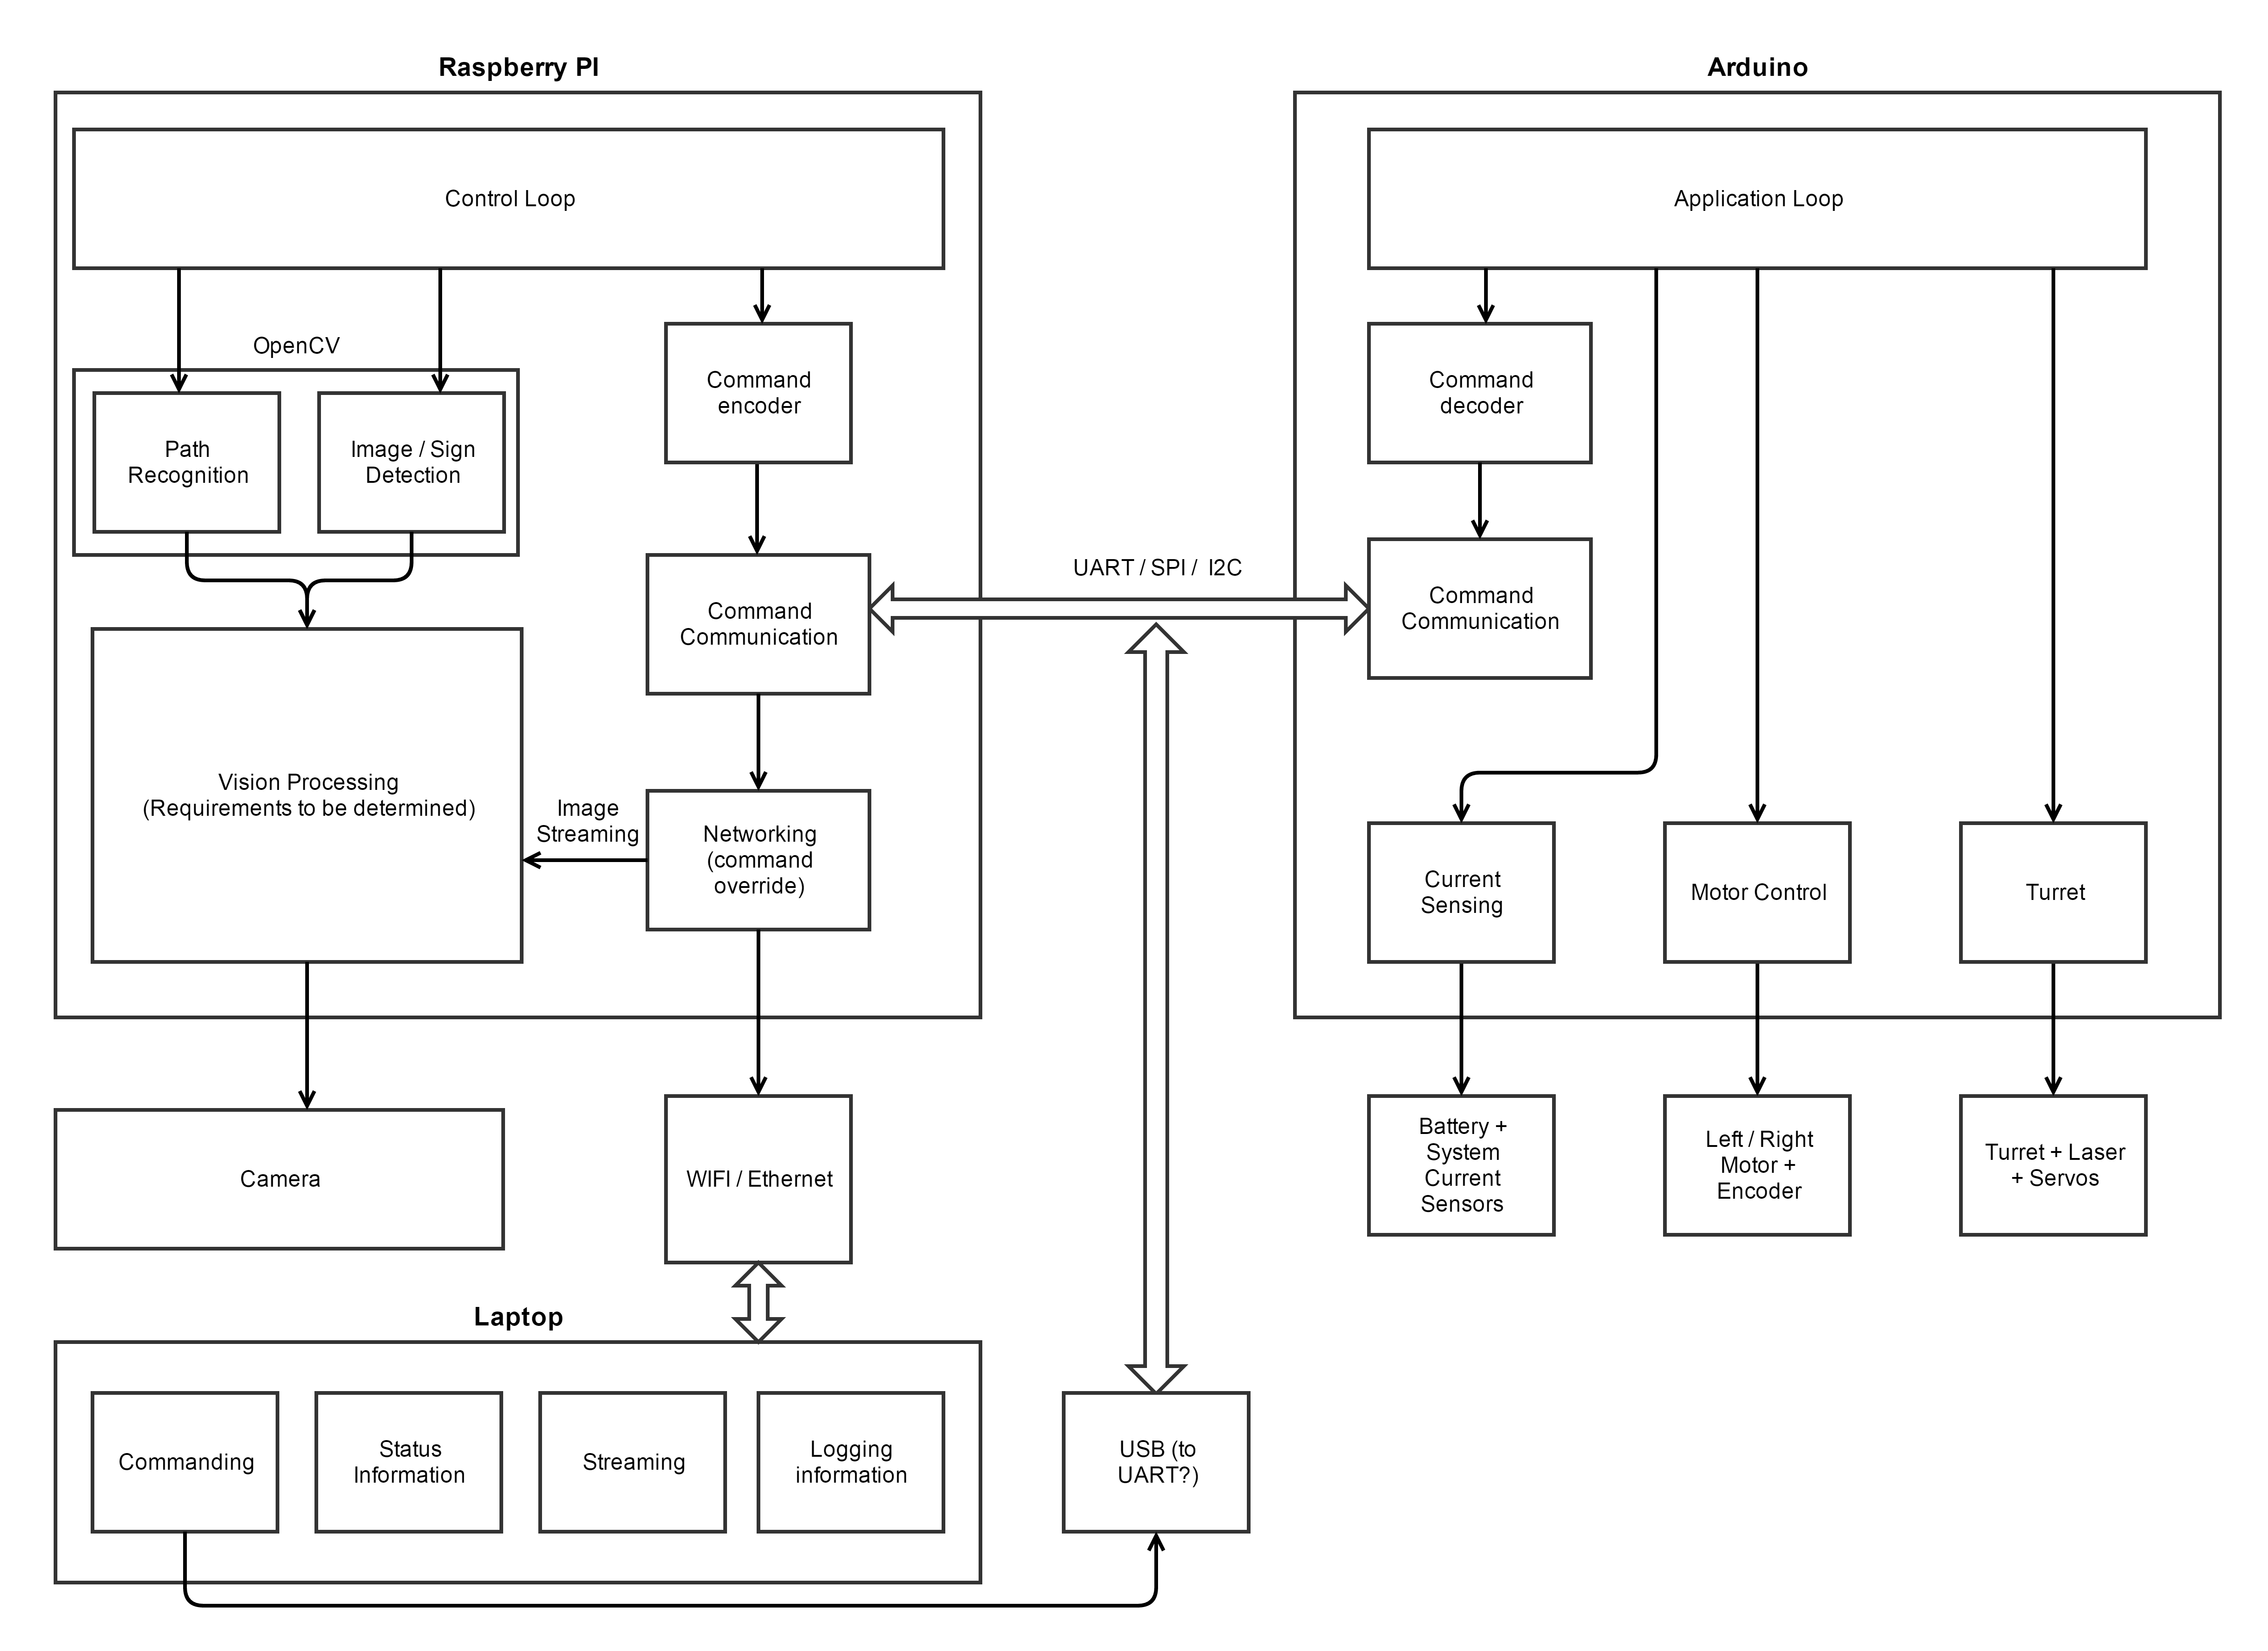 Raspberry PI
Arduino
Control Loop
Application Loop
OpenCV
Command
encoder
Command
decoder
Path
Recognition
Image / Sign
Detection
UART / SPI /  I2C
Command
Communication
Command
Communication
Vision Processing
(Requirements to be determined)
Image
Streaming
Networking
(command
override)
Current
Sensing
Motor Control
Turret
Camera
WIFI / Ethernet
Battery +
System
Current
Sensors
Left / Right
Motor +
Encoder
Turret + Laser
+ Servos
Laptop
Commanding
Status
Information
Streaming
Logging
information
USB (to
UART?)